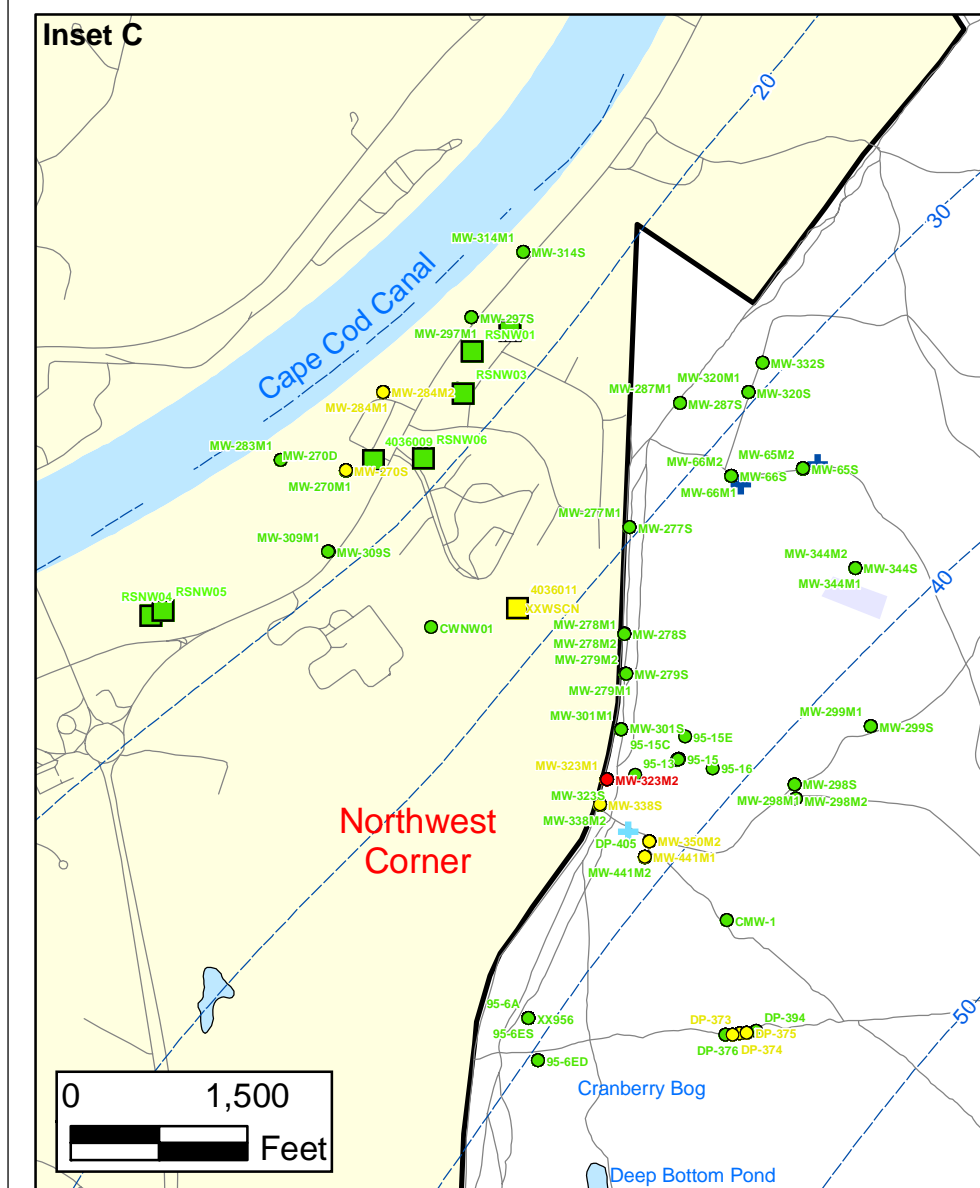 Inset C
20
30
MW-314M1
MW-314S
Cape Cod Canal
MW-297S
MW-297M1
RSNW01
RSNW03
MW-332S
MW-320M1
MW-320S
MW-287M1
MW-287S
MW-284M2
MW-284M1
MW-283M1
MW-270D
4036009
RSNW06
MW-270S
MW-270M1
MW-66M2
MW-65M2
MW-65S
MW-66S
MW-66M1
MW-277M1
MW-277S
MW-309M1
MW-309S
MW-344M2
MW-344S
MW-344M1
40
RSNW04
RSNW05
4036011
XXWSCN
CWNW01
MW-278M1
MW-278S
MW-278M2
MW-279M2
MW-279S
MW-279M1
MW-301M1
MW-301S
MW-299M1
MW-299S
95-15E
95-15C
95-15
95-13
95-16
MW-323M1
MW-323M2
MW-323S
MW-298S
MW-298M1
MW-298M2
MW-338S
MW-338M2
Northwest
Corner
DP-405
MW-350M2
MW-441M1
MW-441M2
CMW-1
50
95-6A
XX956
95-6ES
95-6ED
DP-373
DP-394
DP-375
DP-376
DP-374
Cranberry Bog
Deep Bottom Pond
0
1,500
Feet